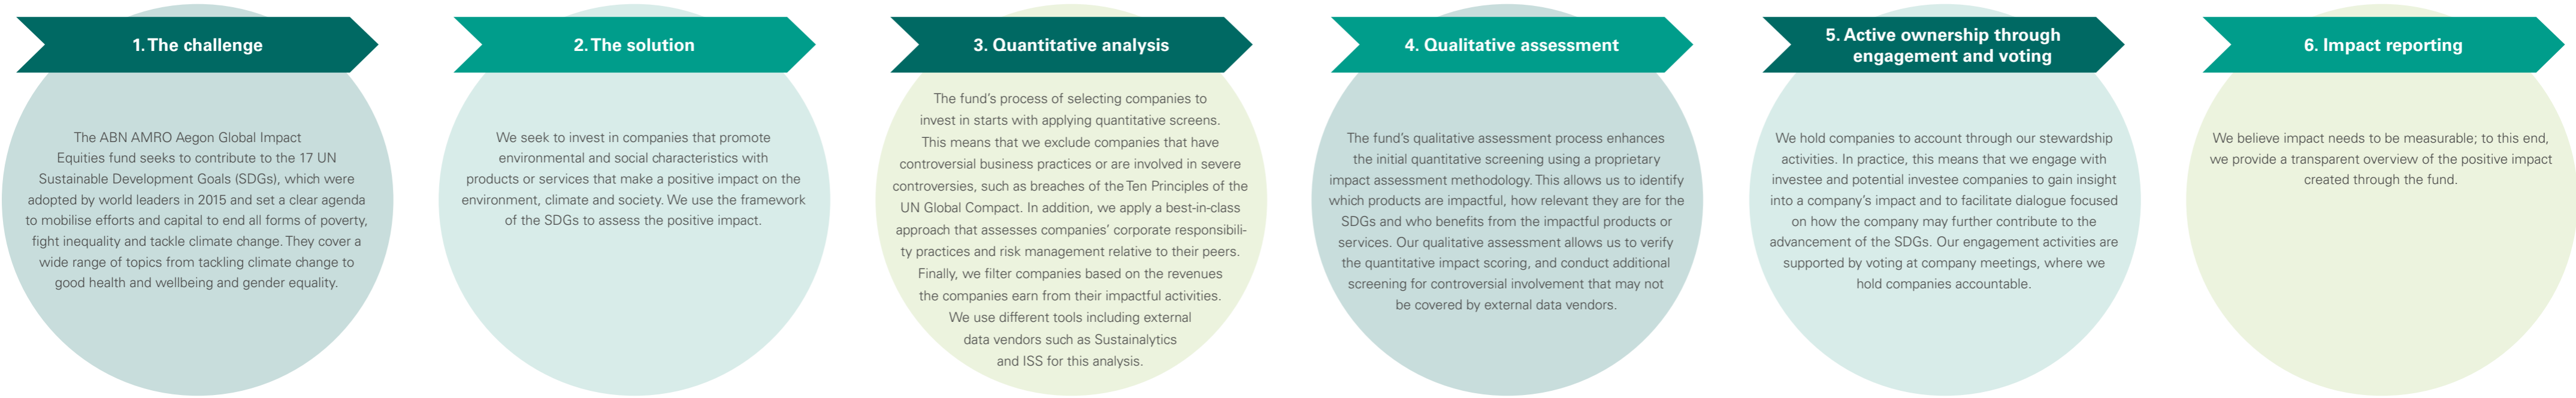 1. The challenge
The ABN AMRO Aegon Global Impact
Equities fund seeks to contribute to the 17 UN
Sustainable Development Goals (SDGs), which were
adopted by world leaders in 2015 and set a clear agenda
to mobilise efforts and capital to end all forms of poverty,
fight inequality and tackle climate change. They cover a
wide range of topics from tackling climate change to
good health and wellbeing and gender equality.
2. The solution
We seek to invest in companies that promote
environmental and social characteristics with
products or services that make a positive impact on the
environment, climate and society. We use the framework
of the SDGs to assess the positive impact.
3. Quantitative analysis
The fund's process of selecting companies to
invest in starts with applying quantitative screens.
This means that we exclude companies that have
controversial business practices or are involved in severe
controversies, such as breaches of the Ten Principles of the
UN Global Compact. In addition, we apply a best-in-class
approach that assesses companies' corporate responsibili-
ty practices and risk management relative to their peers.
Finally, we filter companies based on the revenues
the companies earn from their impactful activities.
We use different tools including external
data vendors such as Sustainalytics
and ISS for this analysis.
4. Qualitative assessment
The fund's qualitative assessment process enhances
the initial quantitative screening using a proprietary
impact assessment methodology. This allows us to identify
which products are impactful, how relevant they are for the
SDGs and who benefits from the impactful products or
services. Our qualitative assessment allows us to verify
the quantitative impact scoring, and conduct additional
screening for controversial involvement that may not
be covered by external data vendors.
5. Active ownership through
engagement and voting
We hold companies to account through our stewardship
activities. In practice, this means that we engage with
investee and potential investee companies to gain insight
into a company's impact and to facilitate dialogue focused
on how the company may further contribute to the
advancement of the SDGs. Our engagement activities are
supported by voting at company meetings, where we
hold companies accountable.
6. Impact reporting
We believe impact needs to be measurable; to this end,
we provide a transparent overview of the positive impact
created through the fund.